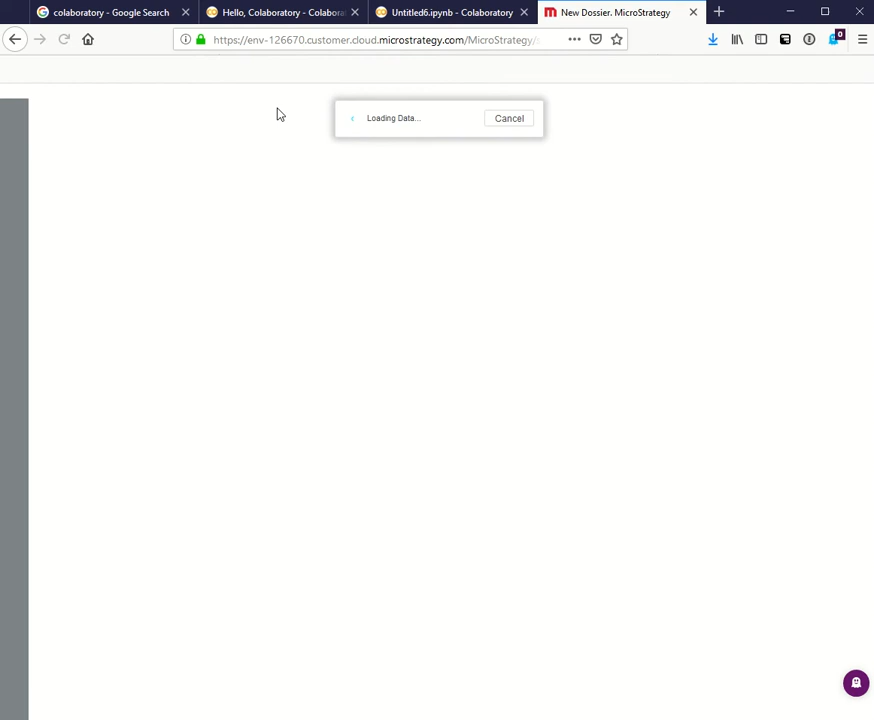 colaboratory - Google Search
Hello, Colaboratory - Colabora
Untitled6.ipynb - Colaboratory
New Dossier. MicroStrategy
https://env-126670.customer.cloud.microstrategy.com/MicroStrategy/
0
Loading Data...
Cancel